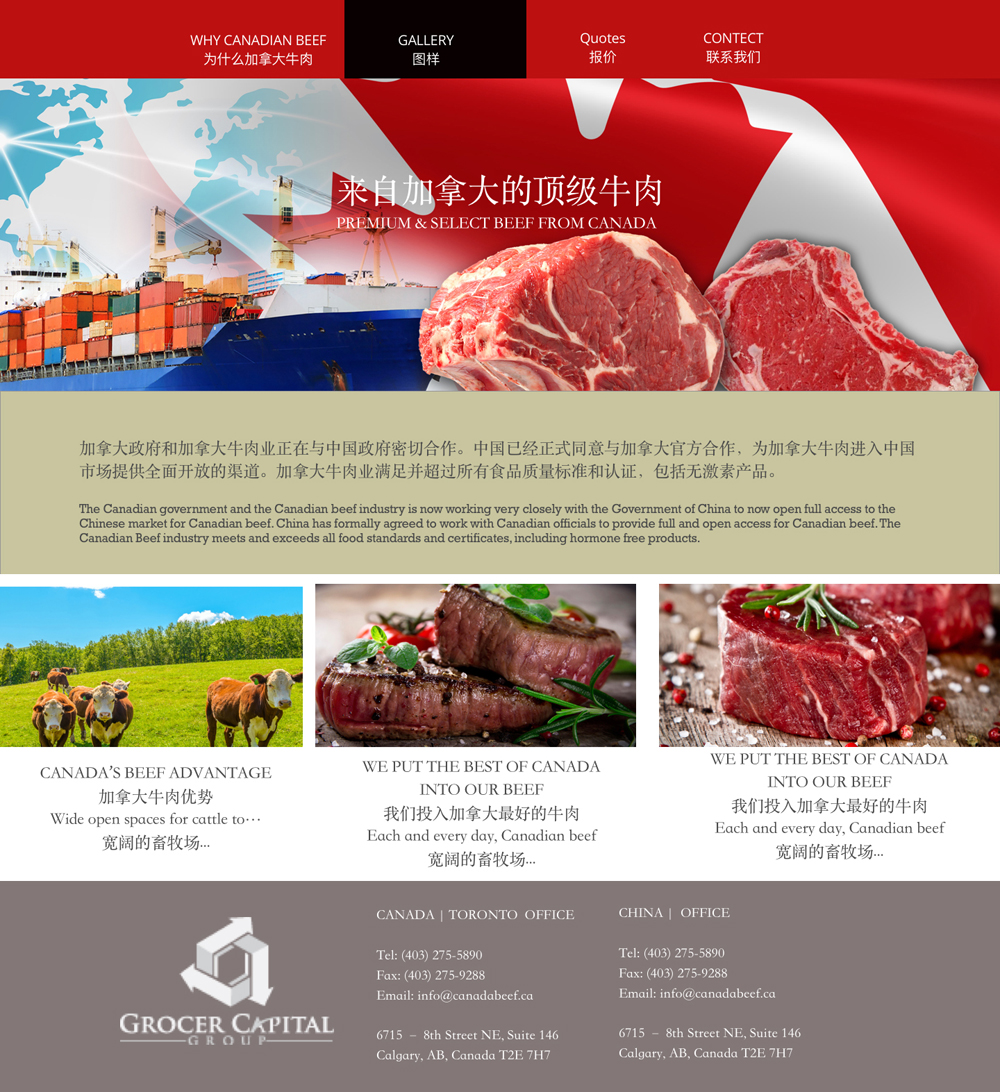 WHY CANADIAN BEEF
为什么加拿大牛肉
GALLERY
图样
Quotes
报价
CONTECT
联系我们
来自加拿大的顶级牛肉
PREMIUM & SELECT BEEF FROM CANADA
加拿大政府和加拿大牛肉业正在与中国政府密切合作。中国已经正式同意与加拿大官方合作，为加拿大牛肉进入中国
市场提供全面开放的渠道。加拿大牛肉业满足并超过所有食品质量标准和认证，包括无激素产品。
The Canadian government and the Canadian beef industry is now working very closely with the Government of China to now open full access to the
Chinese market for Canadian beef. China has formally agreed to work with Canadian officials to provide full and open access for Canadian beef. The
Canadian Beef industry meets and exceeds all food standards and certificates, including hormone free products.
CANADA'S BEEF ADVANTAGE
加拿大牛肉优势
Wide open spaces for cattle to···
宽阔的畜牧场...
WE PUT THE BEST OF CANADA
INTO OUR BEEF
我们投入加拿大最好的牛肉
Each and every day, Canadian beef
宽阔的畜牧场...
WE PUT THE BEST OF CANADA
INTO OUR BEEF
我们投入加拿大最好的牛肉
Each and every day, Canadian beef
宽阔的畜牧场...
GROCER CAPITAL
GROUP
CANADA | TORONTO OFFICE
Tel: (403) 275-5890
Fax: (403) 275-9288
Email: info@canadabeef.ca
6715 – 8th Street NE, Suite 146
Calgary, AB, Canada T2E 7H7
CHINA | OFFICE
Tel: (403) 275-5890
Fax: (403) 275-9288
Email: info@canadabeef.ca
6715 – 8th Street NE, Suite 146
Calgary, AB, Canada T2E 7H7